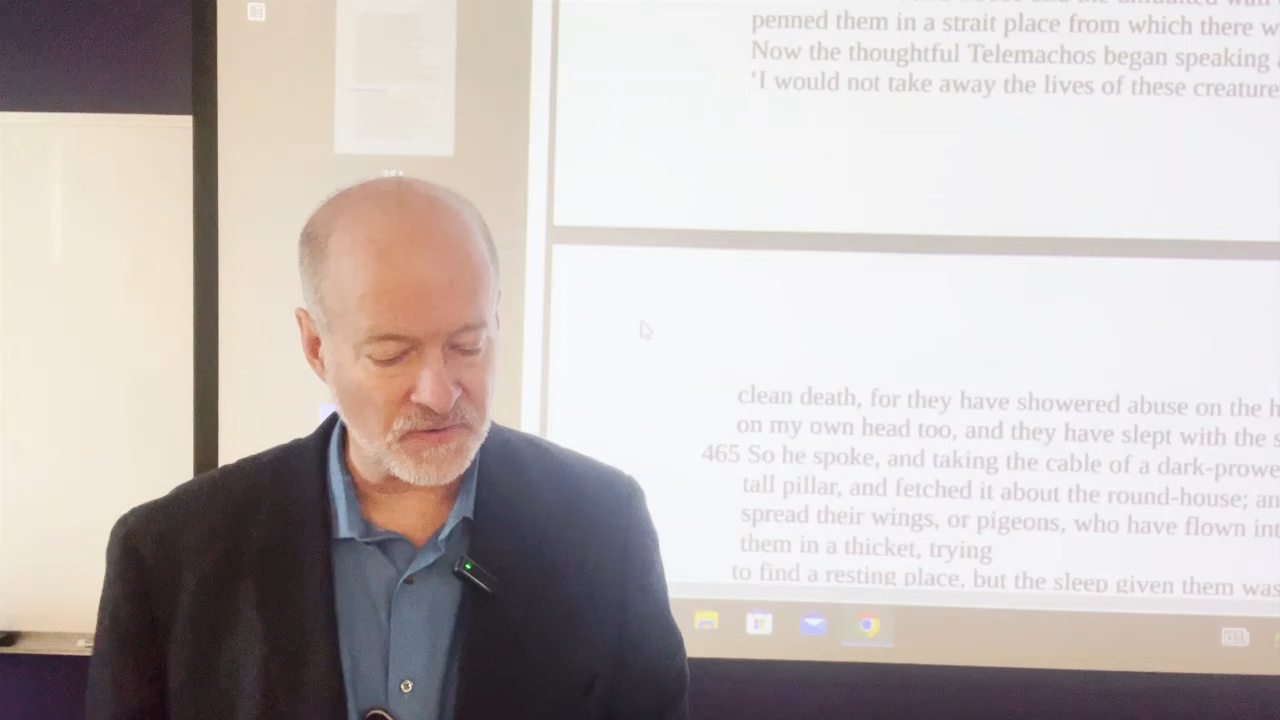 penned them in a strait place from which there
Now the thoughtful Telemachos began speaking
‘I would not take away the lives of these creature
clean death, for they have showered abuse on the
on my own head too, and they have slept with the
465 So he spoke, and taking the cable of a dark-prowe
tall pillar, and fetched it about the round-house;
spread their wings, or pigeons, who have flown
them in a thicket, trying
to find a resting place, but the sleep given them was